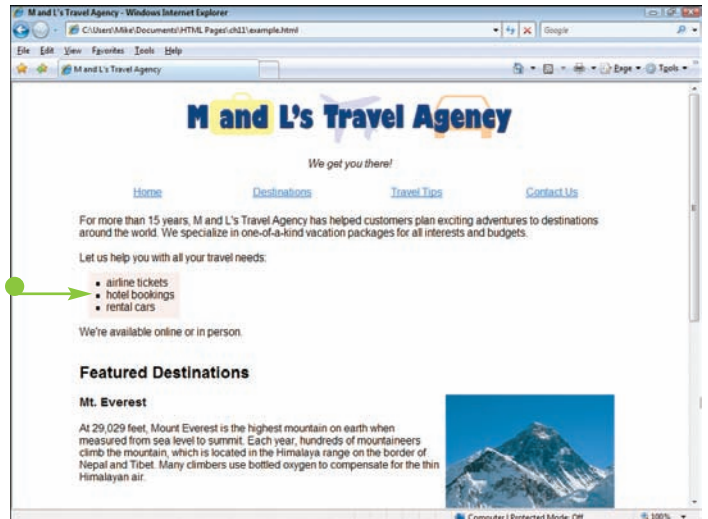 M and L's Travel Agency - Windows Internet Explorer
C:\Users\Mike\Documents\HTML Pages\ch11\example.html
Google
File Edit View Favorites Tools Help
M and L's Travel Agency
Page Tools
M and L's Travel Agency
We get you there!
Home Destinations Travel Tips Contact Us
For more than 15 years, M and L's Travel Agency has helped customers plan exciting adventures to destinations
around the world. We specialize in one-of-a-kind vacation packages for all interests and budgets.
Let us help you with all your travel needs:
airline tickets
hotel bookings
rental cars
We're available online or in person.
Featured Destinations
Mt. Everest
At 29,029 feet, Mount Everest is the highest mountain on earth when
measured from sea level to summit. Each year, hundreds of mountaineers
climb the mountain, which is located in the Himalaya range on the border of
Nepal and Tibet. Many climbers use bottled oxygen to compensate for the thin
Himalayan air.
Computer | Protected Mode: Off 100%